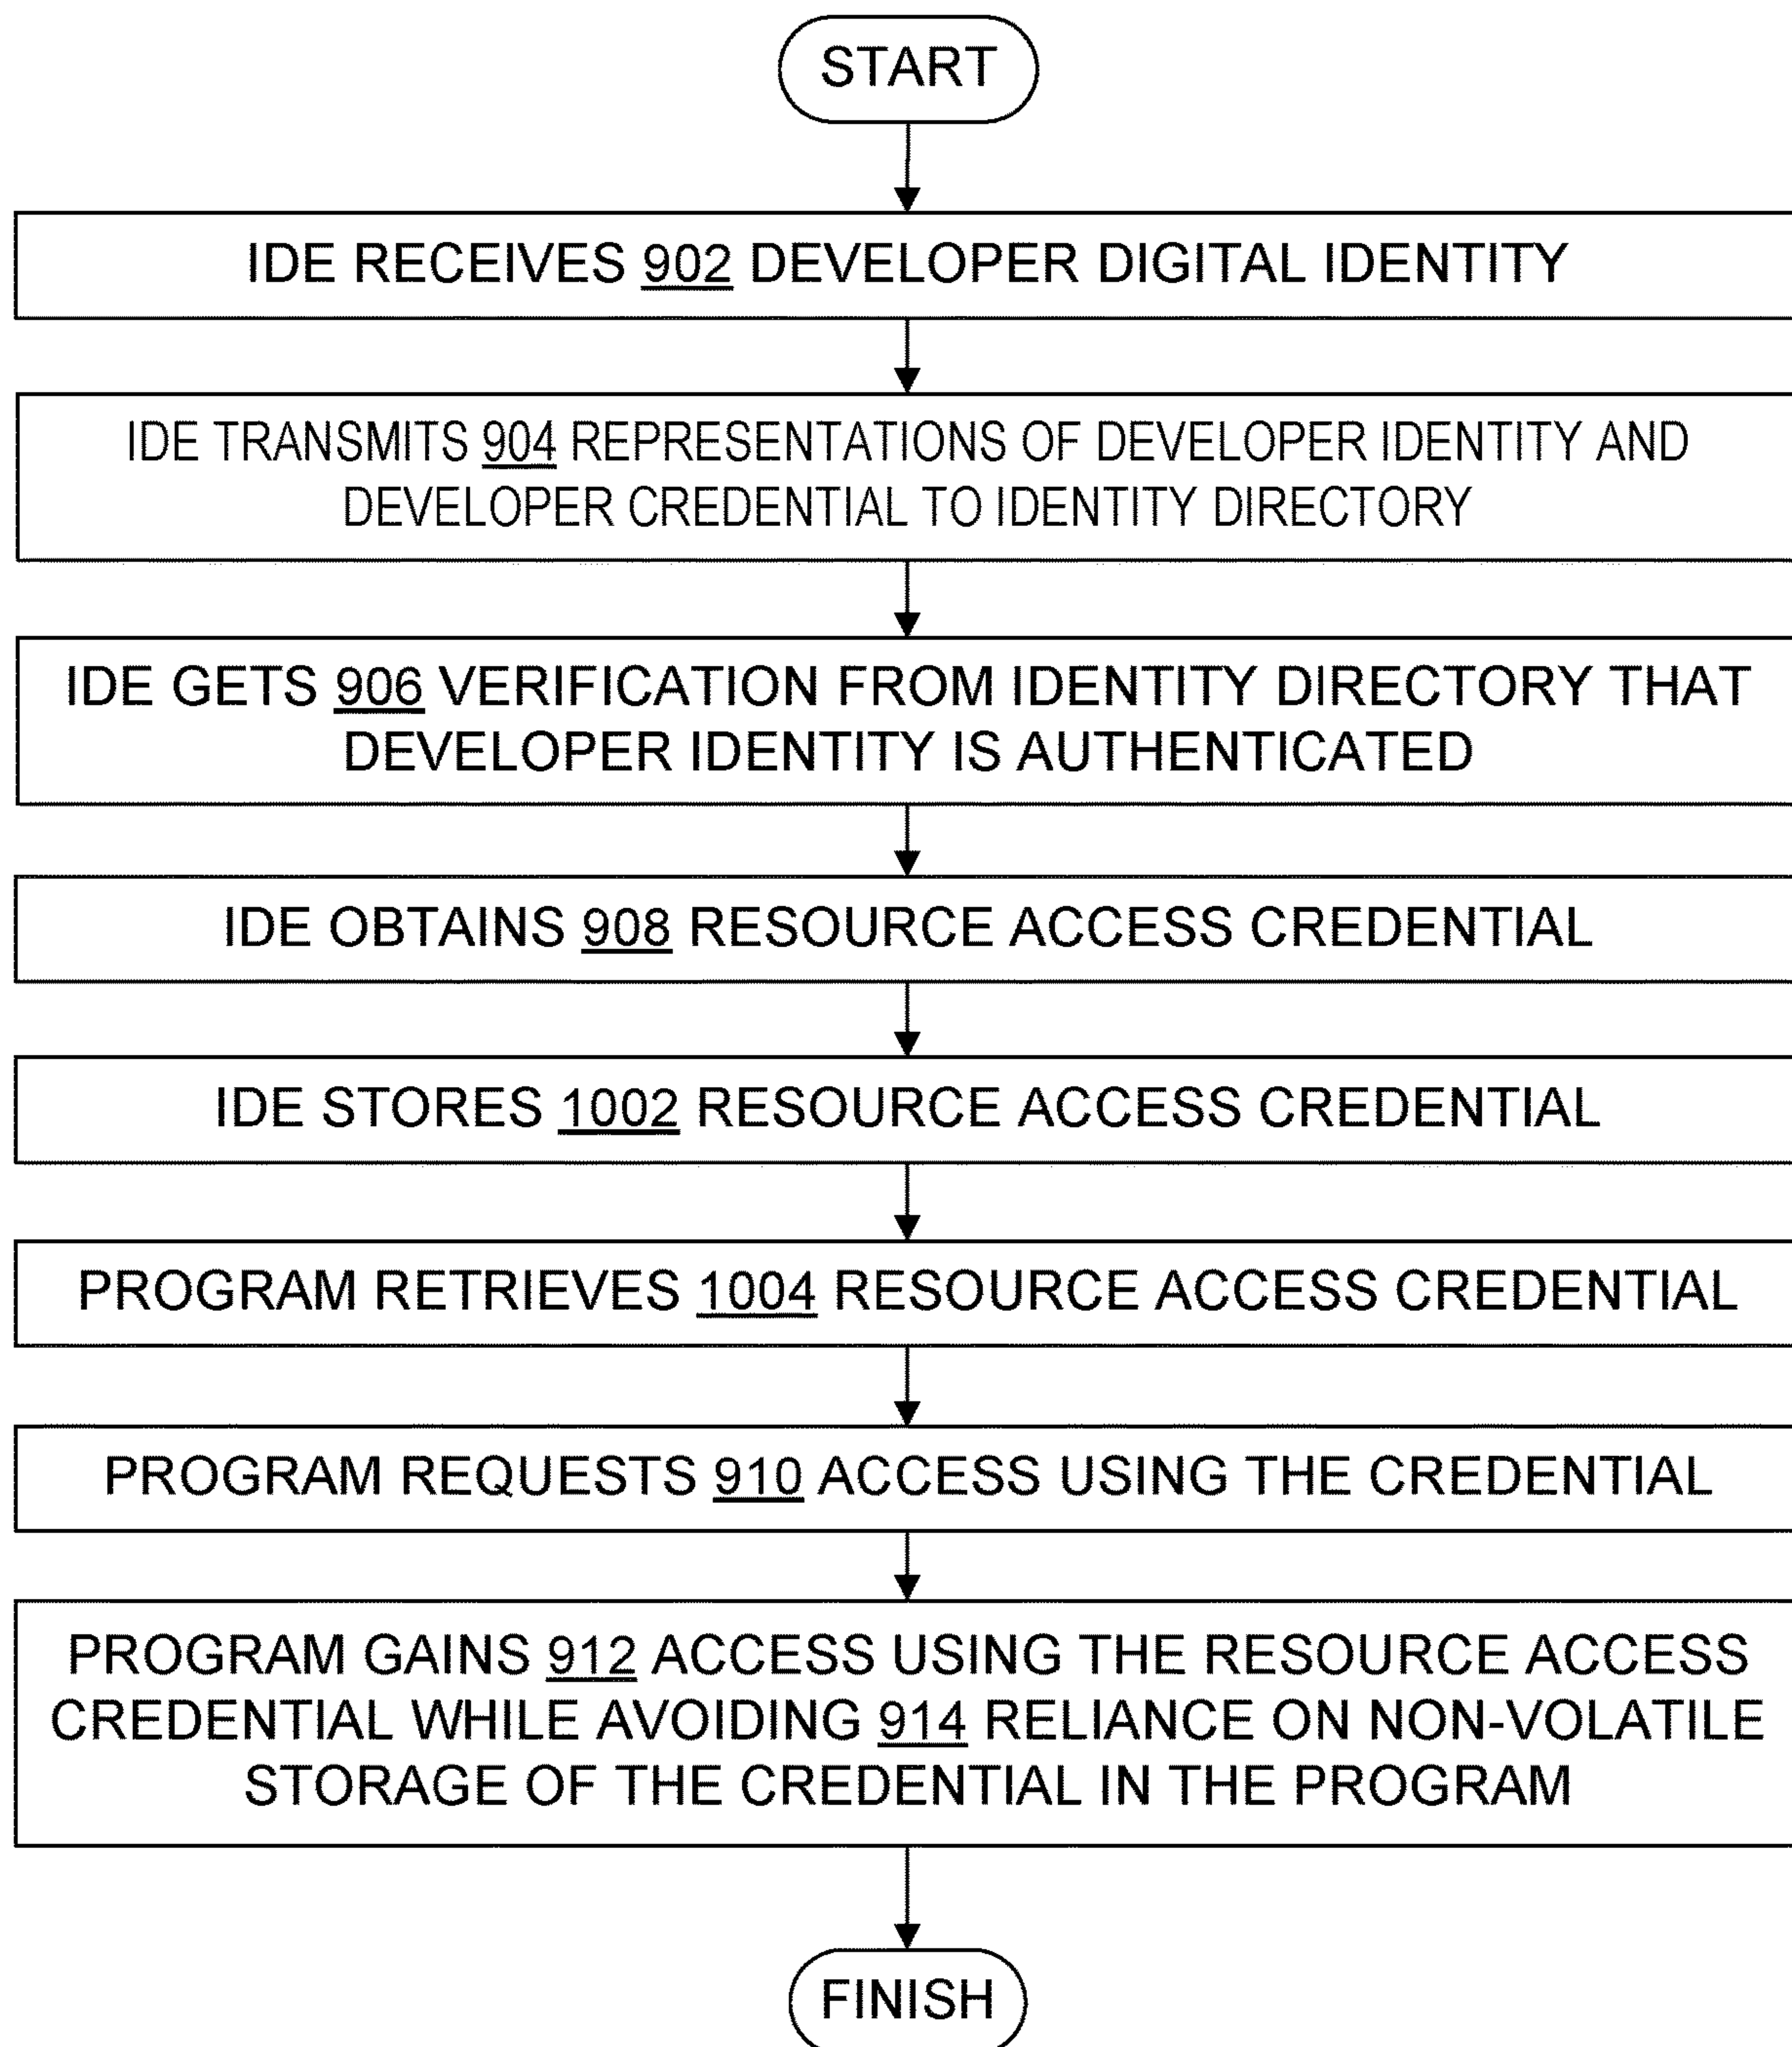 START
IDE RECEIVES 902 DEVELOPER DIGITAL IDENTITY
IDE TRANSMITS 904 REPRESENTATIONS OF DEVELOPER IDENTITY AND
DEVELOPER CREDENTIAL TO IDENTITY DIRECTORY
IDE GETS 906 VERIFICATION FROM IDENTITY DIRECTORY THAT
DEVELOPER IDENTITY IS AUTHENTICATED
IDE OBTAINS 908 RESOURCE ACCESS CREDENTIAL
IDE STORES 1002 RESOURCE ACCESS CREDENTIAL
PROGRAM RETRIEVES 1004 RESOURCE ACCESS CREDENTIAL
PROGRAM REQUESTS 910 ACCESS USING THE CREDENTIAL
PROGRAM GAINS 912 ACCESS USING THE RESOURCE ACCESS
CREDENTIAL WHILE AVOIDING 914 RELIANCE ON NON-VOLATILE
STORAGE OF THE CREDENTIAL IN THE PROGRAM
FINISH